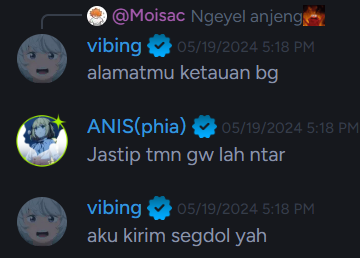 @Moisac Ngeyel anjeng
vibing 05/19/2024 5:18 PM
alamatmu ketauan bg
ANIS(phia) 05/19/2024 5:18 PM
Jastip tmn gw lah ntar
vibing 05/19/2024 5:18 PM
aku kirim segdol yah